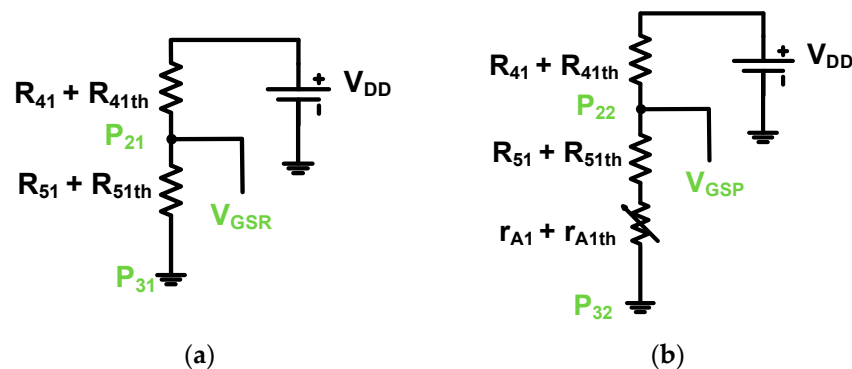 R41 + R41th
VDD
+
P21
R51 + R51th
VGSR
P31
(a)
R41 + R41th
VDD
+
P22
R51 + R51th
VGSP
rA1 + rA1th
P32
(b)